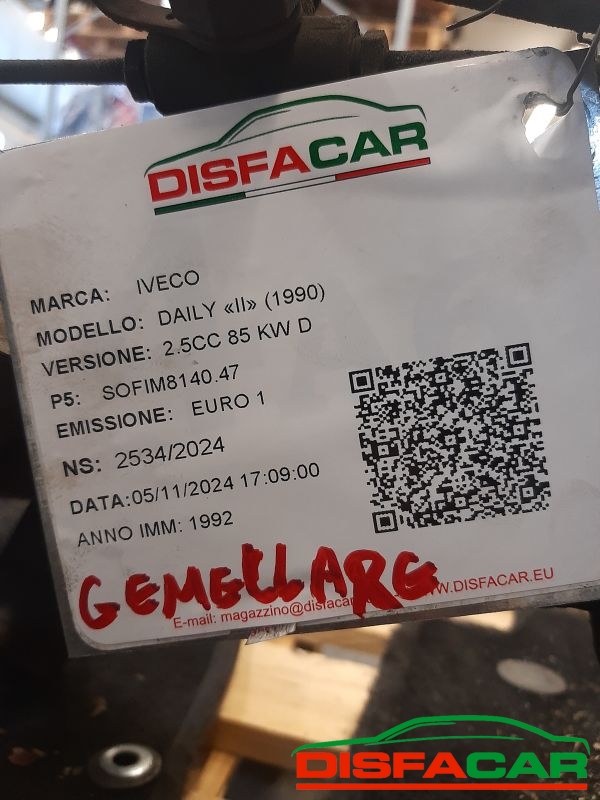 DISFACAR
MARCA: IVECO
MODELLO: DAILY «II» (1990)
VERSIONE: 2.5CC 85 KW D
P5: SOFIM8140.47
EMISSIONE: EURO 1
NS: 2534/2024
DATA:05/11/2024 17:09:00
ANNO IMM: 1992
GEMELLARE
WWW.DISFACAR.EU
E-mail: magazzino@disfacar
DISFACAR